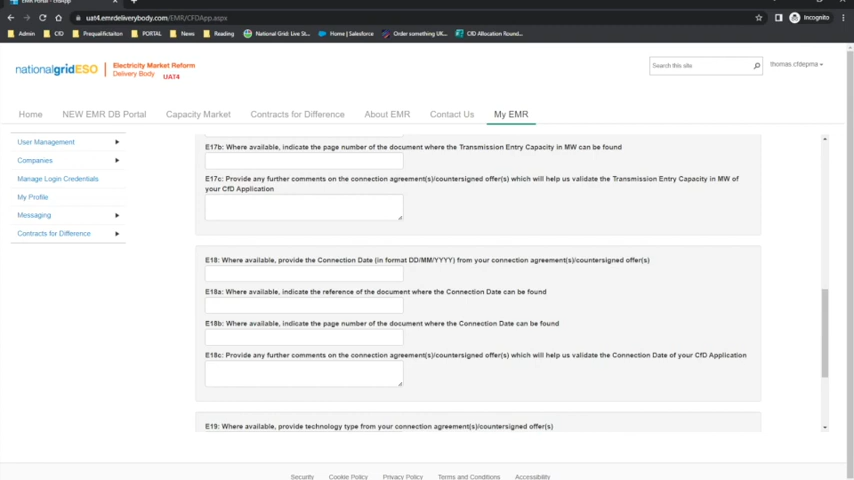 EMR Portal - CfdApp
uat4.emrdeliverybody.com/EMR/CFDApp.aspx
Incognito
Admin
CfD
Prequalificaiton
PORTAL
News
Reading
National Grid: Live St...
Home | Salesforce
Order something UK...
CfD Allocation Round...
nationalgridESO
Electricity Market Reform
Delivery Body UAT4
Search this site
thomas cfdepma
Home
NEW EMR DB Portal
Capacity Market
Contracts for Difference
About EMR
Contact Us
My EMR
User Management
Companies
Manage Login Credentials
My Profile
Messaging
Contracts for Difference
E17b: Where available, indicate the page number of the document where the Transmission Entry Capacity in MW can be found
E17c: Provide any further comments on the connection agreement(s)/countersigned offer(s) which will help us validate the Transmission Entry Capacity in MW of
your CfD Application
E18: Where available, provide the Connection Date (in format DD/MM/YYYY) from your connection agreement(s)/countersigned offer(s)
E18a: Where available, indicate the reference of the document where the Connection Date can be found
E18b: Where available, indicate the page number of the document where the Connection Date can be found
E18c: Provide any further comments on the connection agreement(s)/countersigned offer(s) which will help us validate the Connection Date of your CfD Application
E19: Where available, provide technology type from your connection agreement(s)/countersigned offer(s)
Security
Cookie Policy
Privacy Policy
Terms and Conditions
Accessibility